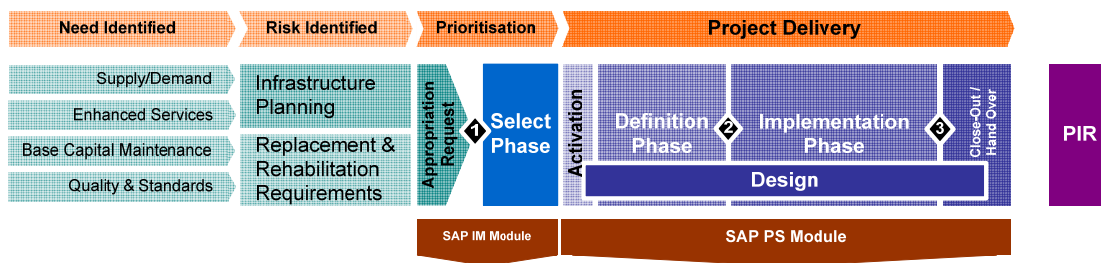 Need Identified
Risk Identified
Prioritisation
Project Delivery
Supply/Demand
Enhanced Services
Base Capital Maintenance
Quality & Standards
Infrastructure
Planning
Replacement &
Rehabilitation
Requirements
Appropriation
Request
1
Select
Phase
Activation
Definition
Phase
2
Implementation
Phase
3
Close-Out /
Hand Over
Design
PIR
SAP IM Module
SAP PS Module